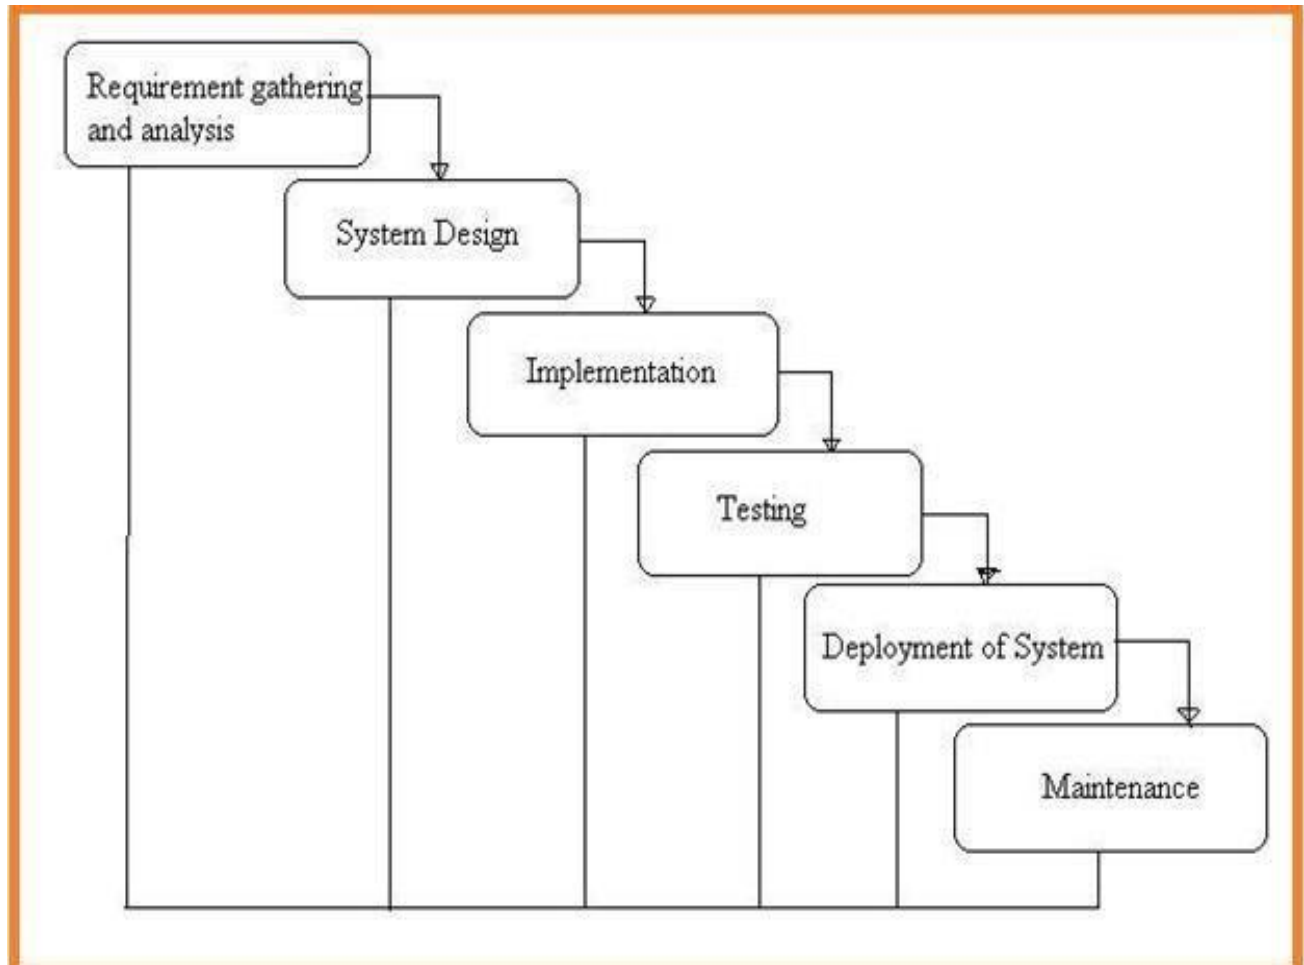 Requirement gathering
and analysis
System Design
Implementation
Testing
Deployment of System
Maintenance